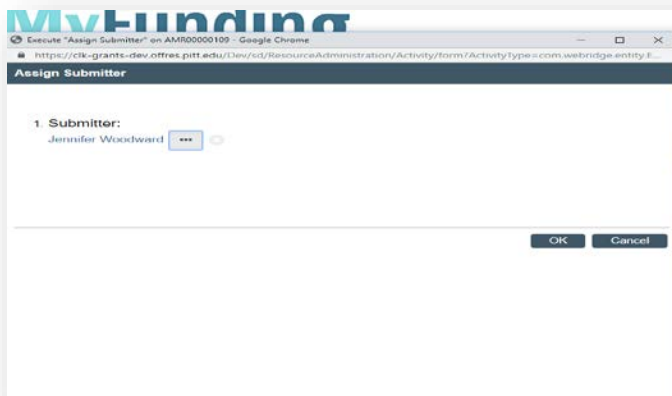 MyFunding
Execute "Assign Submitter" on AMR00000109 - Google Chrome
https://clk-grants-dev.offres.pitt.edu/Dev/sd/ResourceAdministration/Activity/form?ActivityType=com.webridge.entity.E...
Assign Submitter
1. Submitter:
Jennifer Woodward ...
OK Cancel